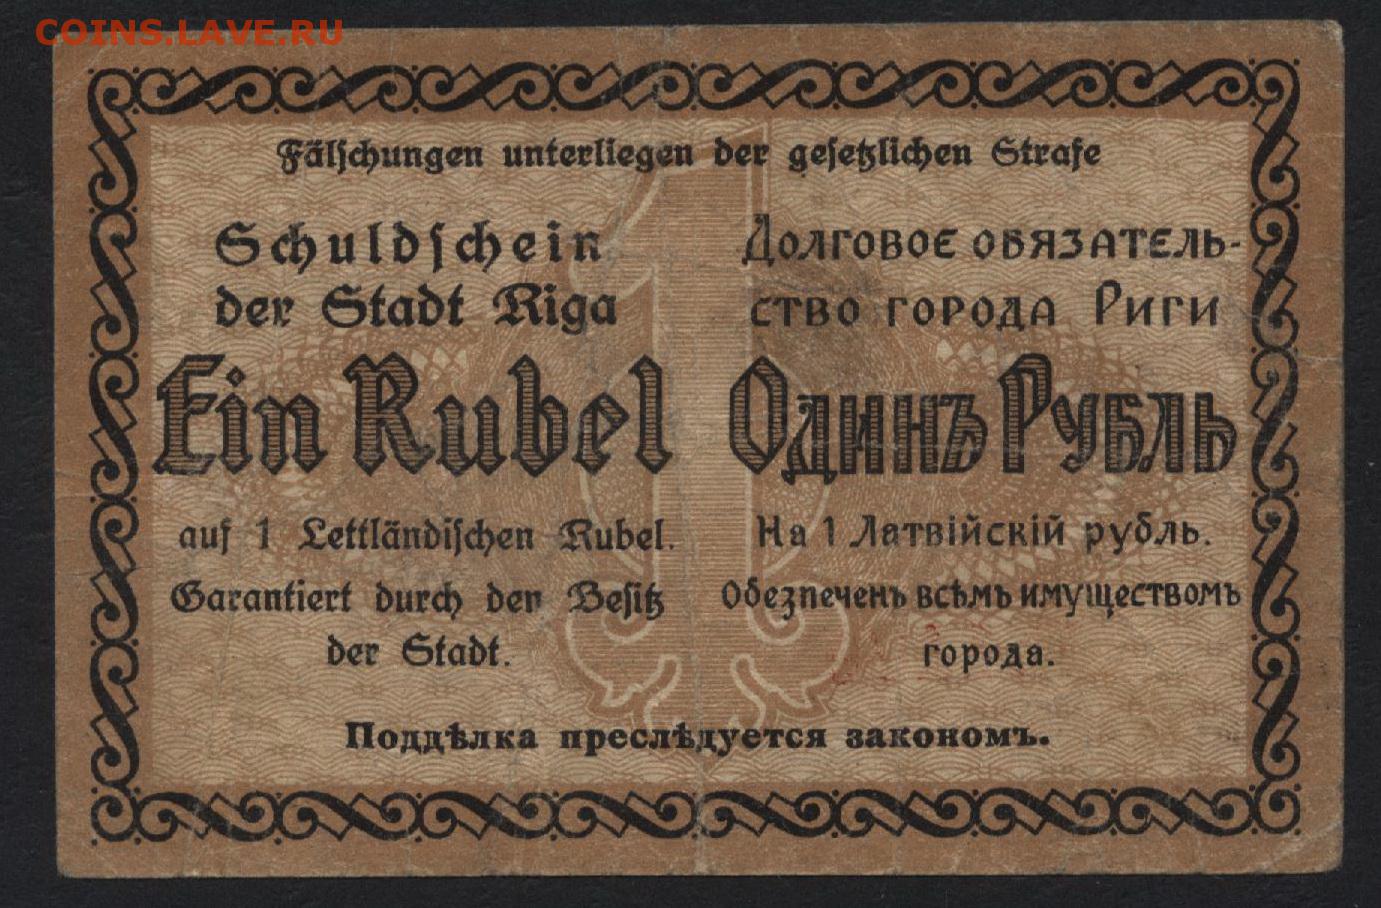 COINS.LAVE.RU
Fälschungen unterliegen der gesetzlichen Strafe
Schuldschein
der Stadt Riga
Ein Rubel
auf 1 Lettländischen Rubel.
Garantiert durch den Besitz
der Stadt.
Долговое обязатель-
ство города Риги
Одинъ Рубль
На 1 Латвійскій рубль.
Обезпеченъ всѣмъ имуществомъ
города.
1
Поддѣлка преслѣдуется закономъ.